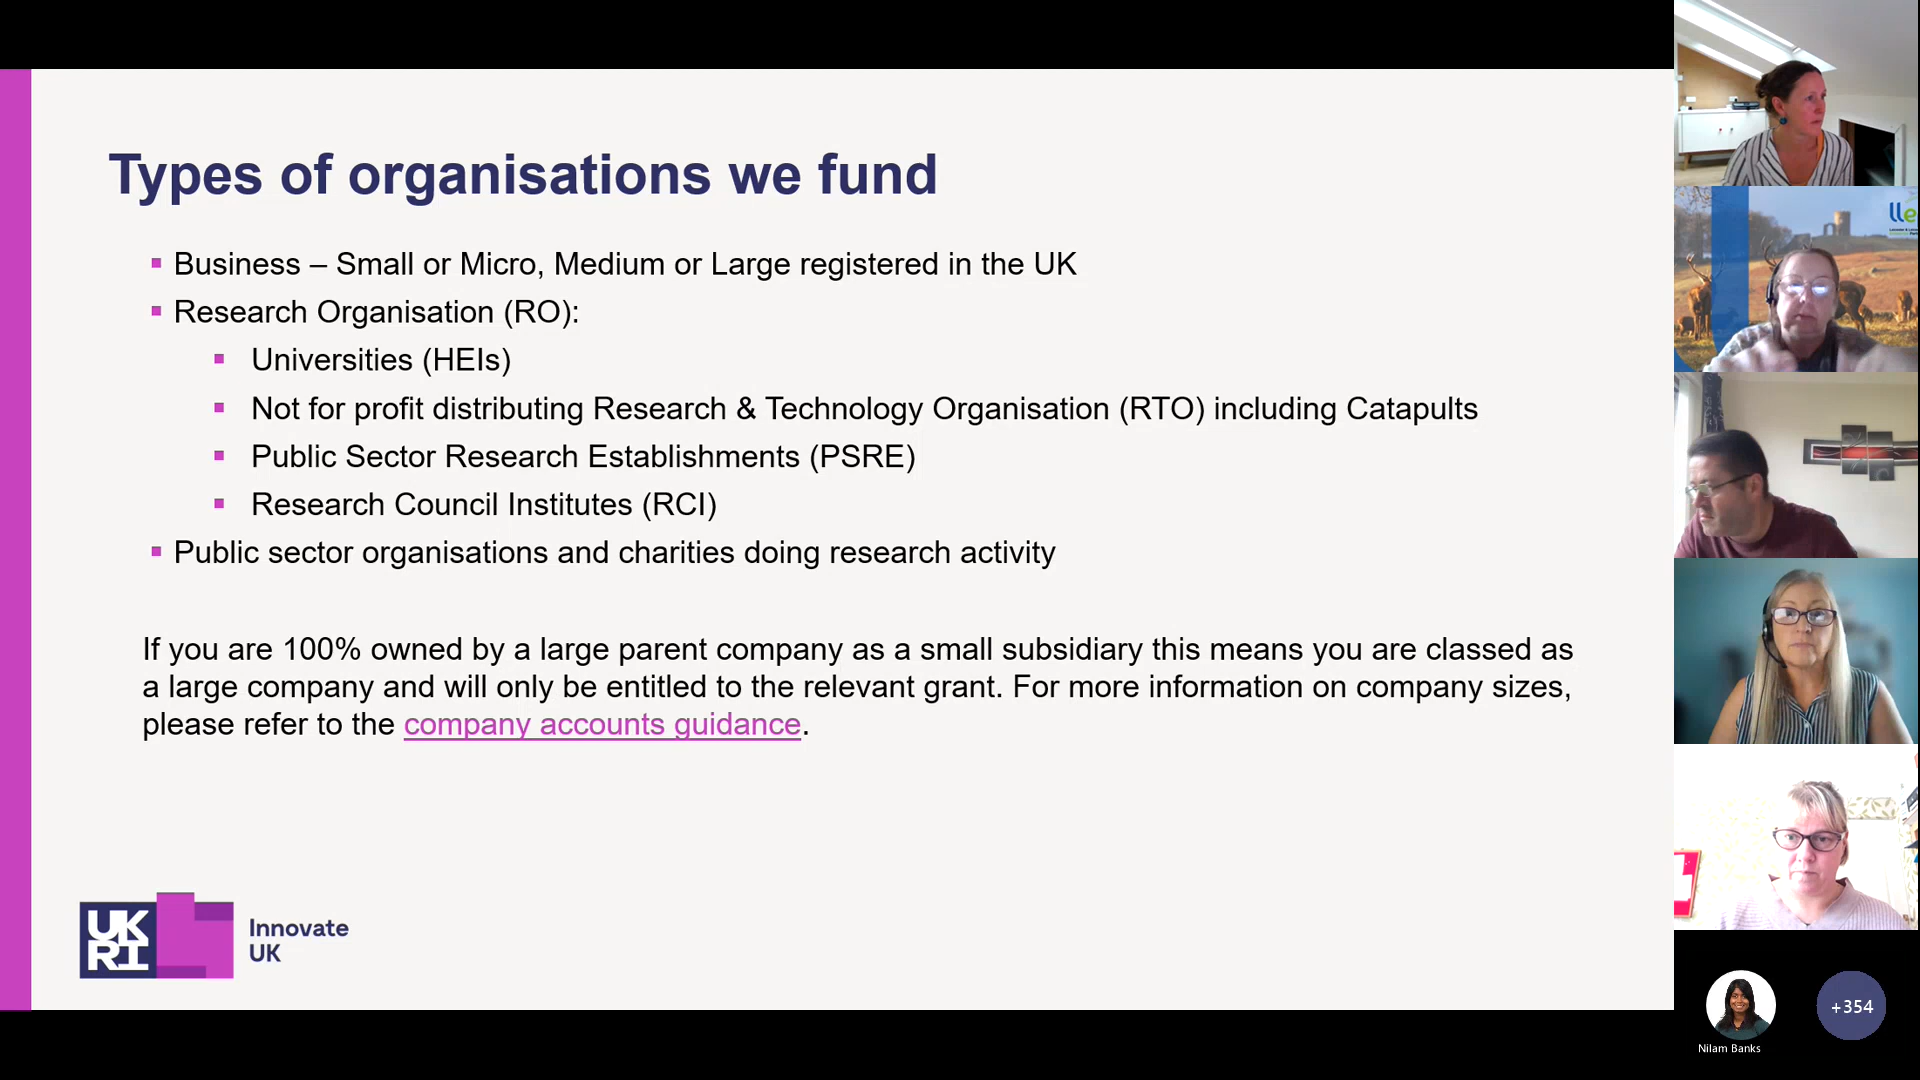 Types of organisations we fund
Business – Small or Micro, Medium or Large registered in the UK
Research Organisation (RO):
Universities (HEIs)
Not for profit distributing Research & Technology Organisation (RTO) including Catapults
Public Sector Research Establishments (PSRE)
Research Council Institutes (RCI)
Public sector organisations and charities doing research activity
If you are 100% owned by a large parent company as a small subsidiary this means you are classed as
a large company and will only be entitled to the relevant grant. For more information on company sizes,
please refer to the company accounts guidance.
UK
RI
Innovate
UK
lle
+354
Nilam Banks